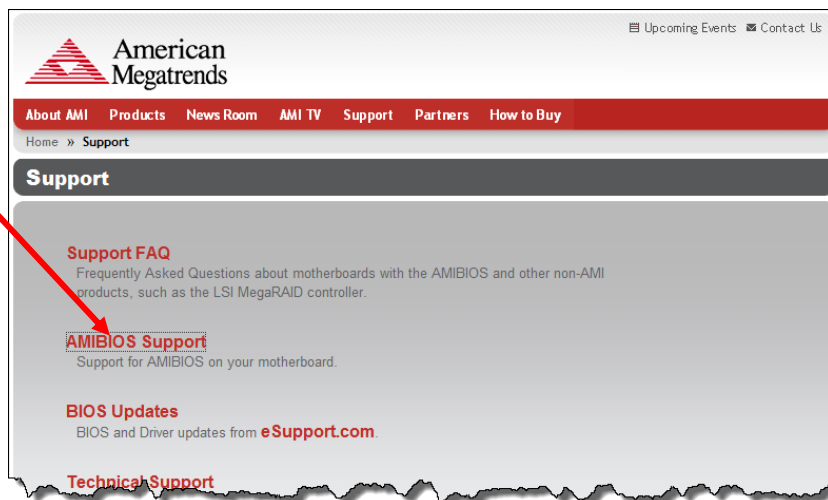 Upcoming Events Contact Us
American
Megatrends
About AMI Products News Room AMI TV Support Partners How to Buy
Home » Support
Support
Support FAQ
Frequently Asked Questions about motherboards with the AMIBIOS and other non-AMI
products, such as the LSI MegaRAID controller.
AMIBIOS Support
Support for AMIBIOS on your motherboard.
BIOS Updates
BIOS and Driver updates from eSupport.com.
Technical Support